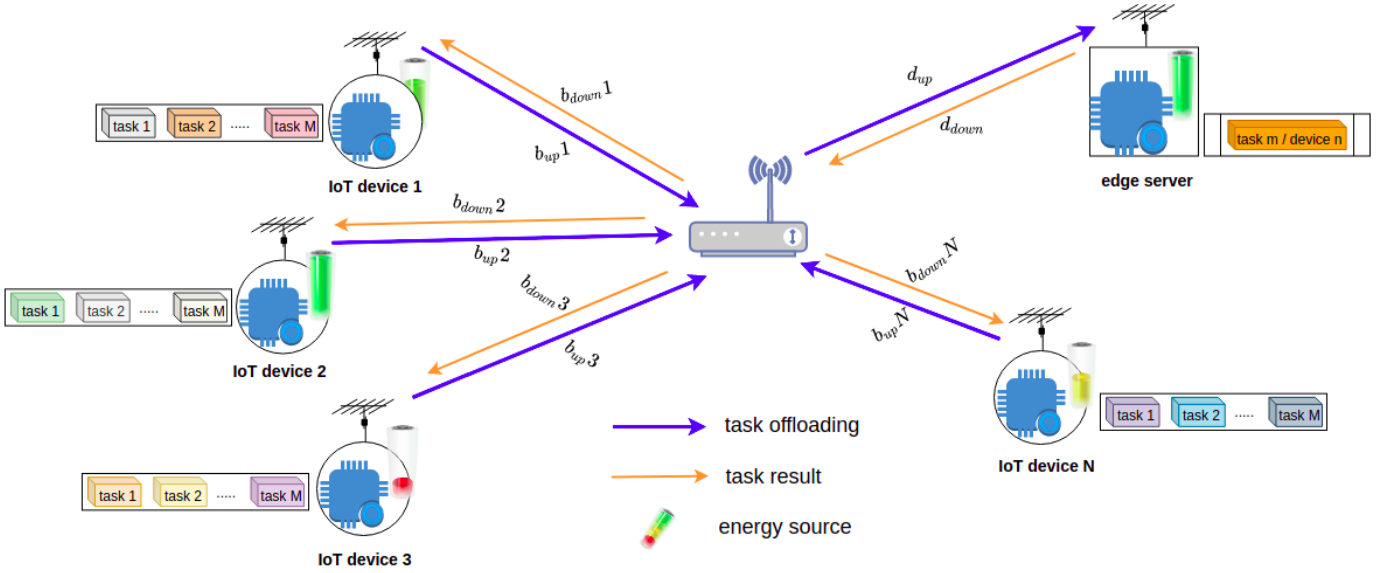 task 1
task 2
.....
task M
IoT device 1
b_down 1
b_up 1
d_up
d_down
task m / device n
edge server
task 1
task 2
.....
task M
IoT device 2
b_down 2
b_up 2
b_down 3
b_up 3
b_down N
b_up N
task 1
task 2
.....
task M
IoT device N
task 1
task 2
.....
task M
IoT device 3
task offloading
task result
energy source